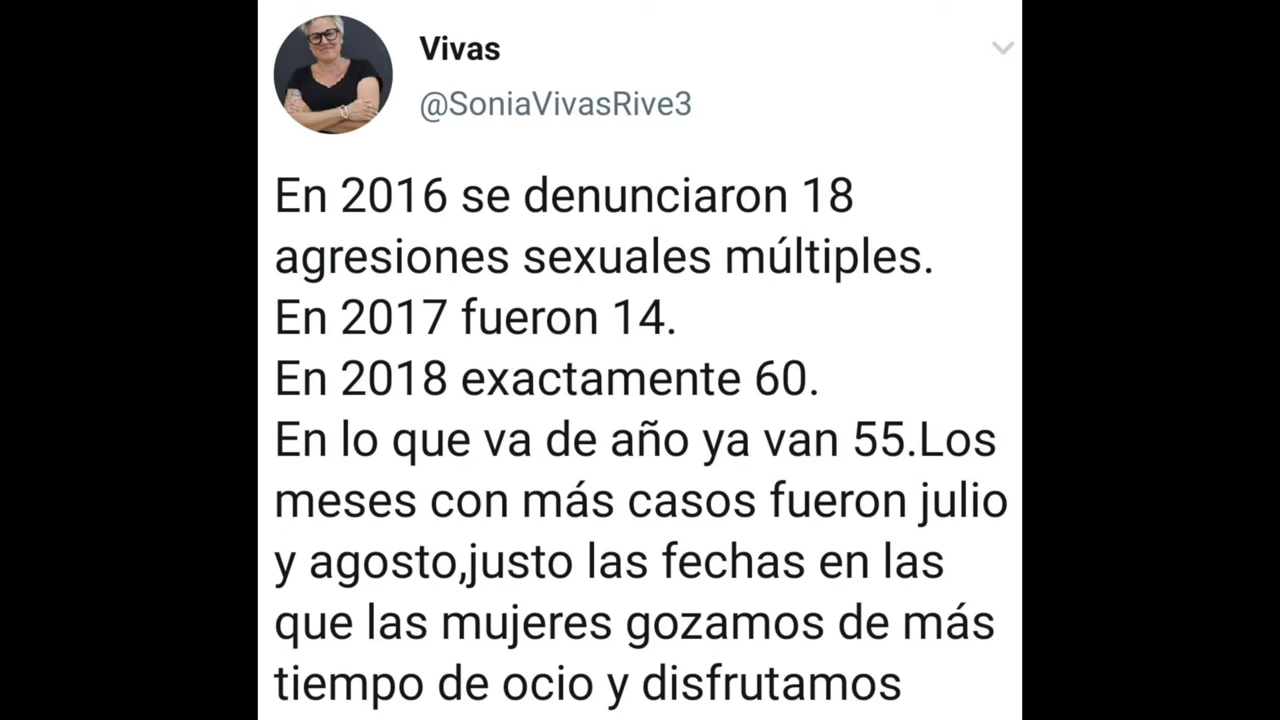 Vivas
@SoniaVivasRive3
En 2016 se denunciaron 18
agresiones sexuales múltiples.
En 2017 fueron 14.
En 2018 exactamente 60.
En lo que va de año ya van 55.Los
meses con más casos fueron julio
y agosto,justo las fechas en las
que las mujeres gozamos de más
tiempo de ocio y disfrutamos